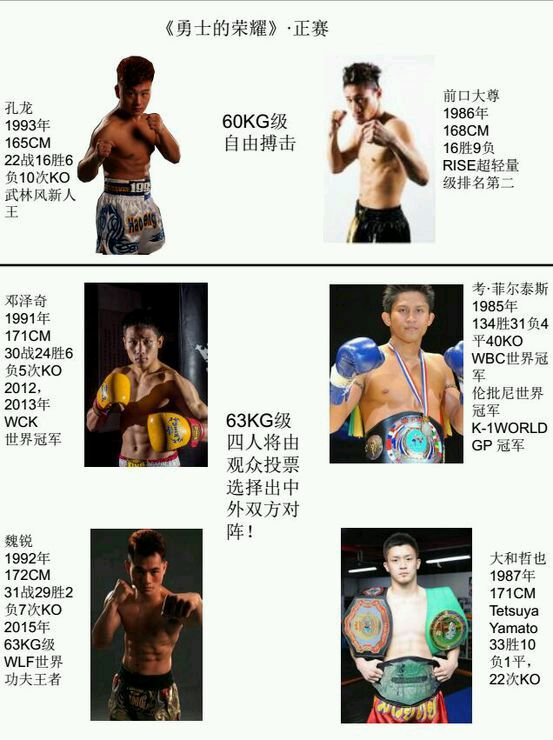 《勇士的荣耀》·正赛
孔龙
1993年
165CM
22战16胜6
负10次KO
武林风新人
王
60KG级
自由搏击
前口大尊
1986年
168CM
16胜9负
RISE超轻量
级排名第二
邓泽奇
1991年
171CM
30战24胜6
负5次KO
2012，
2013年
WCK
世界冠军
63KG级
四人将由
观众投票
选择出中
外双方对
阵！
考·菲尔泰斯
1985年
134胜31负4
平40KO
WBC世界冠
军
伦批尼世界
冠军
K-1WORLD
GP 冠军
魏锐
1992年
172CM
31战29胜2
负7次KO
2015年
63KG级
WLF世界
功夫王者
大和哲也
1987年
171CM
Tetsuya
Yamato
33胜10
负1平，
22次KO